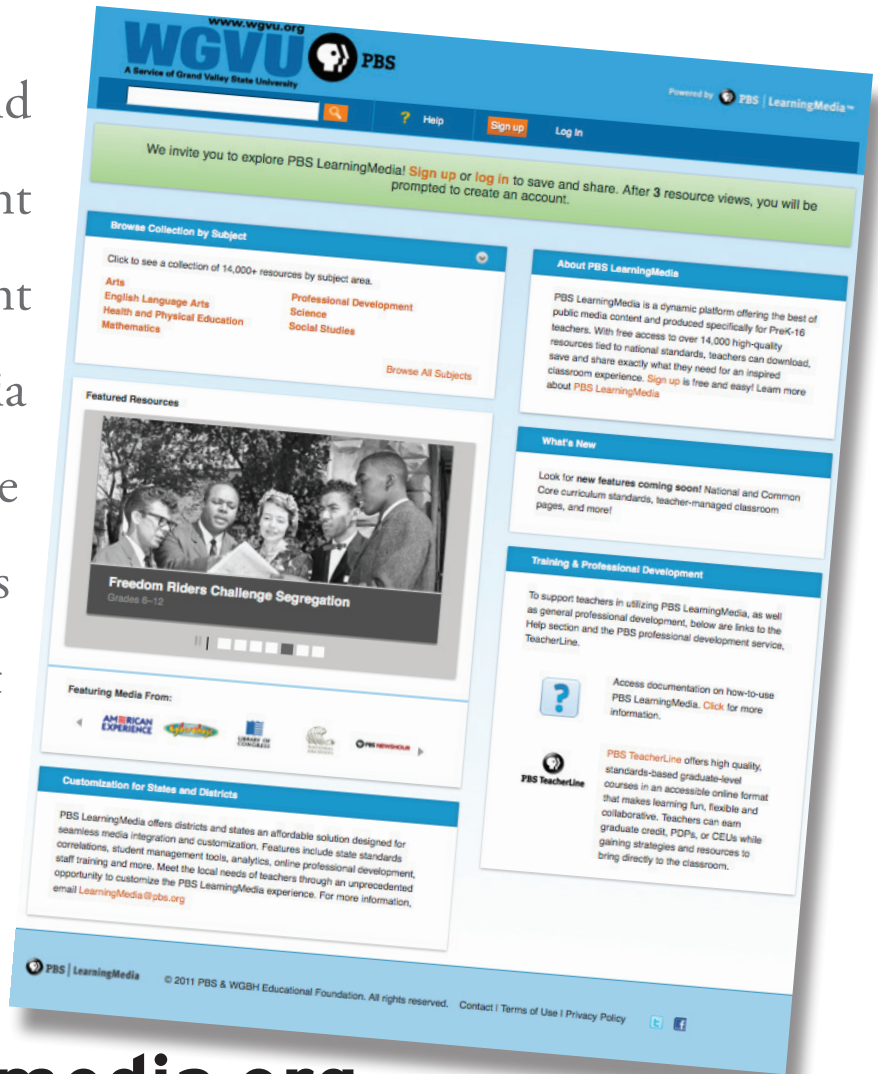 www.wgvu.org
WGVU PBS
A Service of Grand Valley State University
Powered by PBS | LearningMedia™
? Help
Sign up
Log In
We invite you to explore PBS LearningMedia! Sign up or log in to save and share. After 3 resource views, you will be
prompted to create an account.
Browse Collection by Subject
Click to see a collection of 14,000+ resources by subject area.
Arts
English Language Arts
Health and Physical Education
Mathematics
Professional Development
Science
Social Studies
Browse All Subjects
Featured Resources
Freedom Riders Challenge Segregation
Grades 6–12
Featuring Media From:
AMERICAN
EXPERIENCE
LIBRARY OF
CONGRESS
PBS NEWSHOUR
Customization for States and Districts
PBS LearningMedia offers districts and states an affordable solution designed for
seamless media integration and customization. Features include state standards
correlations, student management tools, analytics, online professional development,
staff training and more. Meet the local needs of teachers through an unprecedented
opportunity to customize the PBS LearningMedia experience. For more information,
email LearningMedia@pbs.org
About PBS LearningMedia
PBS LearningMedia is a dynamic platform offering the best of
public media content and produced specifically for PreK-16
teachers. With free access to over 14,000 high-quality
resources tied to national standards, teachers can download,
save and share exactly what they need for an inspired
classroom experience. Sign up is free and easy! Learn more
about PBS LearningMedia
What's New
Look for new features coming soon! National and Common
Core curriculum standards, teacher-managed classroom
pages, and more!
Training & Professional Development
To support teachers in utilizing PBS LearningMedia, as well
as general professional development, below are links to the
Help section and the PBS professional development service,
TeacherLine.
?
Access documentation on how-to-use
PBS LearningMedia. Click for more
information.
PBS TeacherLine
PBS TeacherLine offers high quality,
standards-based graduate-level
courses in an accessible online format
that makes learning fun, flexible and
collaborative. Teachers can earn
graduate credit, PDPs, or CEUs while
gaining strategies and resources to
bring directly to the classroom.
PBS | LearningMedia
© 2011 PBS & WGBH Educational Foundation. All rights reserved. Contact | Terms of Use | Privacy Policy